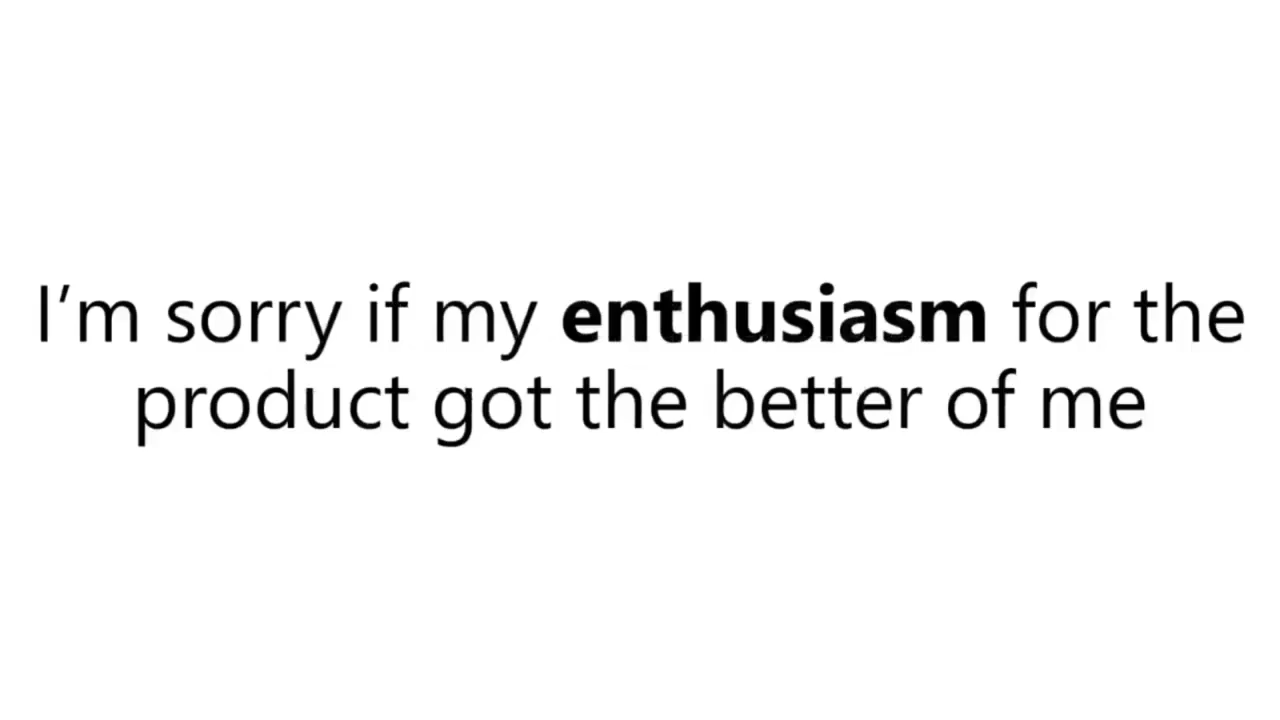 I’m sorry if my enthusiasm for the
product got the better of me